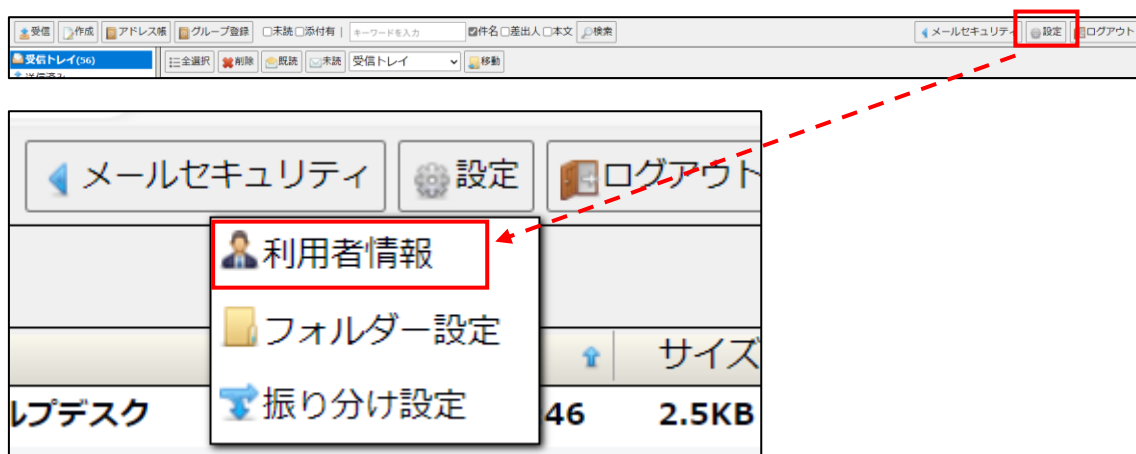 受信 作成 アドレス帳 グループ登録 未読 添付有 | キーワードを入力 件名 差出人 本文 検索 メールセキュリティ 設定 ログアウト
受信トレイ(56) 全選択 削除 既読 未読 受信トレイ 移動
送信済み
メールセキュリティ 設定 ログアウト
利用者情報
フォルダー設定
サイズ
振り分け設定
ルプデスク 46 2.5KB